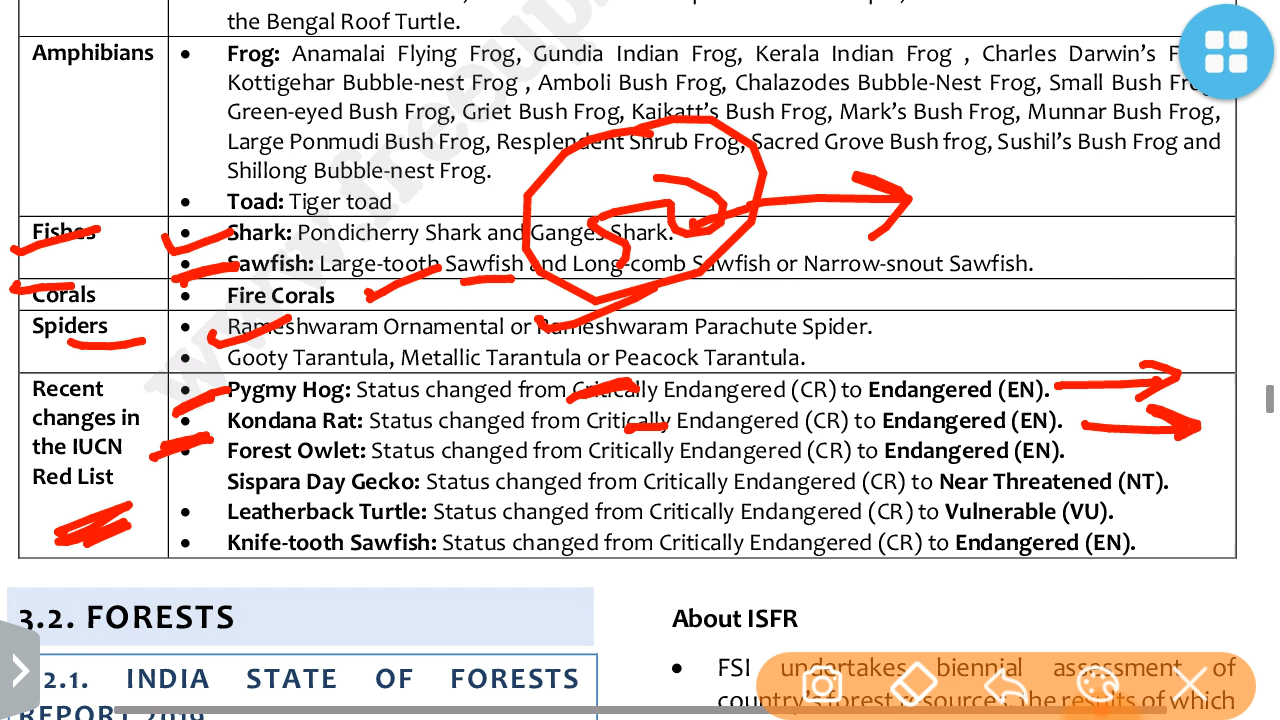 the Bengal Roof Turtle.
Amphibians
Frog: Anamalai Flying Frog, Gundia Indian Frog, Kerala Indian Frog , Charles Darwin's
Kottigehar Bubble-nest Frog , Amboli Bush Frog, Chalazodes Bubble-Nest Frog, Small Bush
Green-eyed Bush Frog, Griet Bush Frog, Kaikatt's Bush Frog, Mark's Bush Frog, Munnar Bush Frog,
Large Ponmudi Bush Frog, Resplendent Shrub Frog, Sacred Grove Bush frog, Sushil's Bush Frog and
Shillong Bubble-nest Frog.
Toad: Tiger toad
Fishes
Shark: Pondicherry Shark and Ganges Shark.
Sawfish: Large-tooth Sawfish and Long-comb Sawfish or Narrow-snout Sawfish.
Corals
Fire Corals
Spiders
Rameshwaram Ornamental or Rameshwaram Parachute Spider.
Gooty Tarantula, Metallic Tarantula or Peacock Tarantula.
Recent
changes in
the IUCN
Red List
Pygmy Hog: Status changed from Critically Endangered (CR) to Endangered (EN).
Kondana Rat: Status changed from Critically Endangered (CR) to Endangered (EN).
Forest Owlet: Status changed from Critically Endangered (CR) to Endangered (EN).
Sispara Day Gecko: Status changed from Critically Endangered (CR) to Near Threatened (NT).
Leatherback Turtle: Status changed from Critically Endangered (CR) to Vulnerable (VU).
Knife-tooth Sawfish: Status changed from Critically Endangered (CR) to Endangered (EN).
3.2. FORESTS
2.1. INDIA STATE OF FORESTS
REPORT 2019
About ISFR
FSI undertakes biennial assessment of
country's forest resources. The results of which